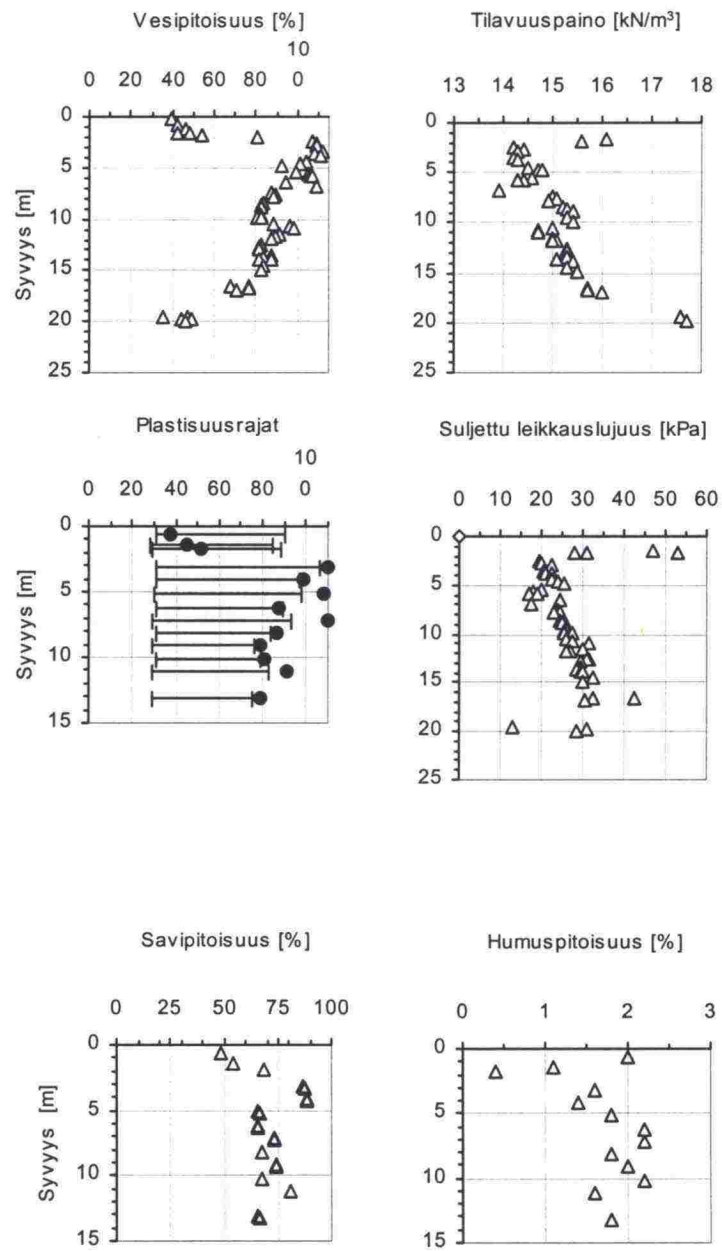 Vesipitoisuus [%]
10
0 20 40 60 80 0
0
5
10
15
20
25
Syvyys [m]
Tilavuuspaino [kN/m³]
13 14 15 16 17 18
0
5
10
15
20
25
Plastisuusrajat
10
0 20 40 60 80 0
0
5
10
15
Syvyys [m]
Suljettu leikkauslujuus [kPa]
0 10 20 30 40 50 60
0
5
10
15
20
25
Savipitoisuus [%]
0 25 50 75 100
0
5
10
15
Syvyys [m]
Humuspitoisuus [%]
0 1 2 3
0
5
10
15